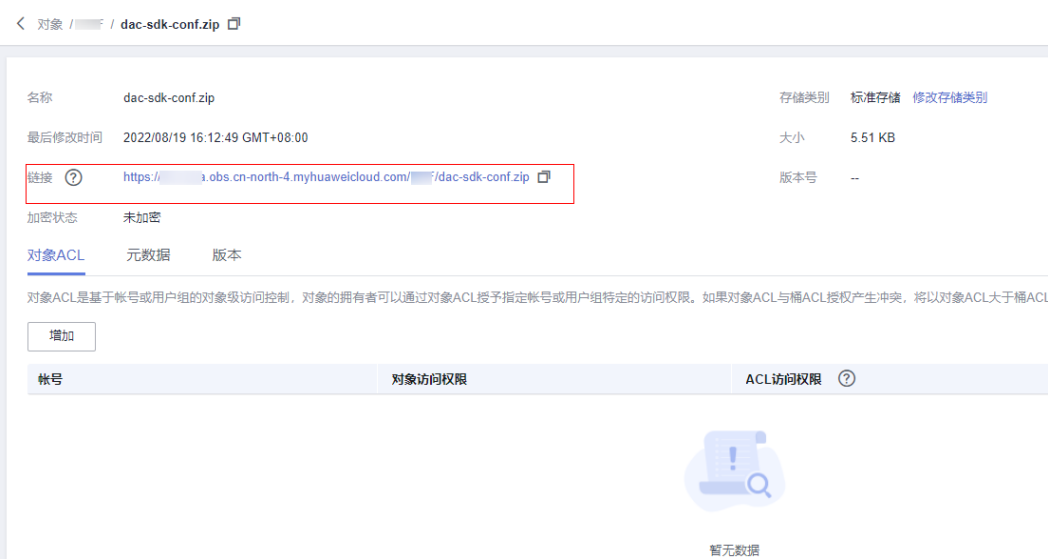 对象 / / dac-sdk-conf.zip
名称 dac-sdk-conf.zip 存储类别 标准存储 修改存储类别
最后修改时间 2022/08/19 16:12:49 GMT+08:00 大小 5.51 KB
链接 ? https:/ a.obs.cn-north-4.myhuaweicloud.com/ /dac-sdk-conf.zip 版本号 --
加密状态 未加密
对象ACL 元数据 版本
对象ACL是基于帐号或用户组的对象级访问控制，对象的拥有者可以通过对象ACL授予指定帐号或用户组特定的访问权限。如果对象ACL与桶ACL授权产生冲突，将以对象ACL大于桶ACL
增加
帐号 对象访问权限 ACL访问权限 ?
暂无数据